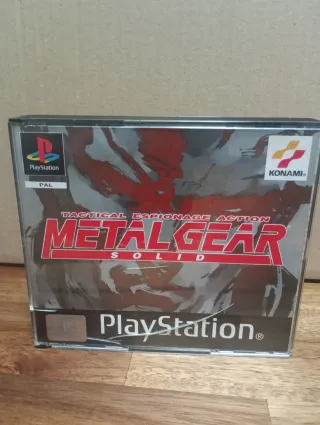 PlayStation
PAL
KONAMI
TACTICAL ESPIONAGE ACTION
METAL GEAR
SOLID
PlayStation®